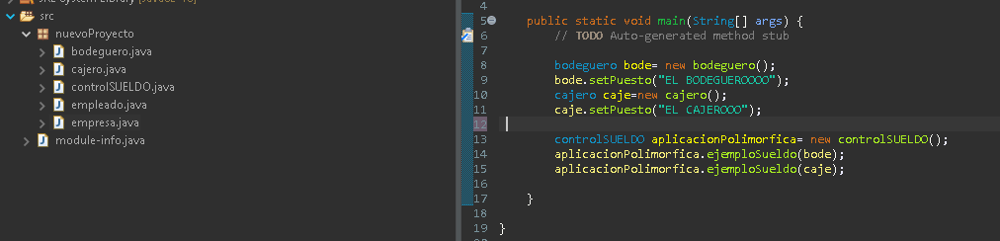 src
nuevoProyecto
bodeguero.java
cajero.java
controlSUELDO.java
empleado.java
empresa.java
module-info.java
4
5 public static void main(String[] args) {
6 // TODO Auto-generated method stub
7
8 bodeguero bode= new bodeguero();
9 bode.setPuesto("EL BODEGUEROOOO");
10 cajero caje=new cajero();
11 caje.setPuesto("EL CAJEROOO");
12
13 controlSUELDO aplicacionPolimorfica= new controlSUELDO();
14 aplicacionPolimorfica.ejemploSueldo(bode);
15 aplicacionPolimorfica.ejemploSueldo(caje);
16
17 }
18
19 }